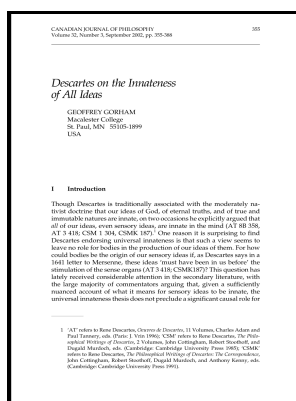 CANADIAN JOURNAL OF PHILOSOPHY 355
Volume 32, Number 3, September 2002, pp. 355-388
Descartes on the Innateness
of All Ideas
GEOFFREY GORHAM
Macalester College
St. Paul, MN 55105-1899
USA
I Introduction
Though Descartes is traditionally associated with the moderately na-
tivist doctrine that our ideas of God, of eternal truths, and of true and
immutable natures are innate, on two occasions he explicitly argued that
all of our ideas, even sensory ideas, are innate in the mind (AT 8B 358,
AT 3 418; CSM 1 304, CSMK 187).1 One reason it is surprising to find
Descartes endorsing universal innateness is that such a view seems to
leave no role for bodies in the production of our ideas of them. For how
could bodies be the origin of our sensory ideas if, as Descartes says in a
1641 letter to Mersenne, these ideas 'must have been in us before' the
stimulation of the sense organs (AT 3 418; CSMK187)? This question has
lately received considerable attention in the secondary literature, with
the large majority of commentators arguing that, given a sufficiently
nuanced account of what it means for sensory ideas to be innate, the
universal innateness thesis does not preclude a significant causal role for
1 'AT' refers to Rene Descartes, Oeuvres de Descartes, 11 Volumes, Charles Adam and
Paul Tannery, eds. (Paris: J. Vrin 1996); 'CSM' refers to Rene Descartes, The Philo-
sophical Writings of Descartes, 2 Volumes, John Cottingham, Robert Stoothoff, and
Dugald Murdoch, eds. (Cambridge: Cambridge University Press 1985); 'CSMK'
refers to Rene Descartes, The Philosophical Writings of Descartes: The Correspondence,
John Cottingham, Robert Stoothoff, Dugald Murdoch, and Anthony Kenny, eds.
(Cambridge: Cambridge University Press 1991).